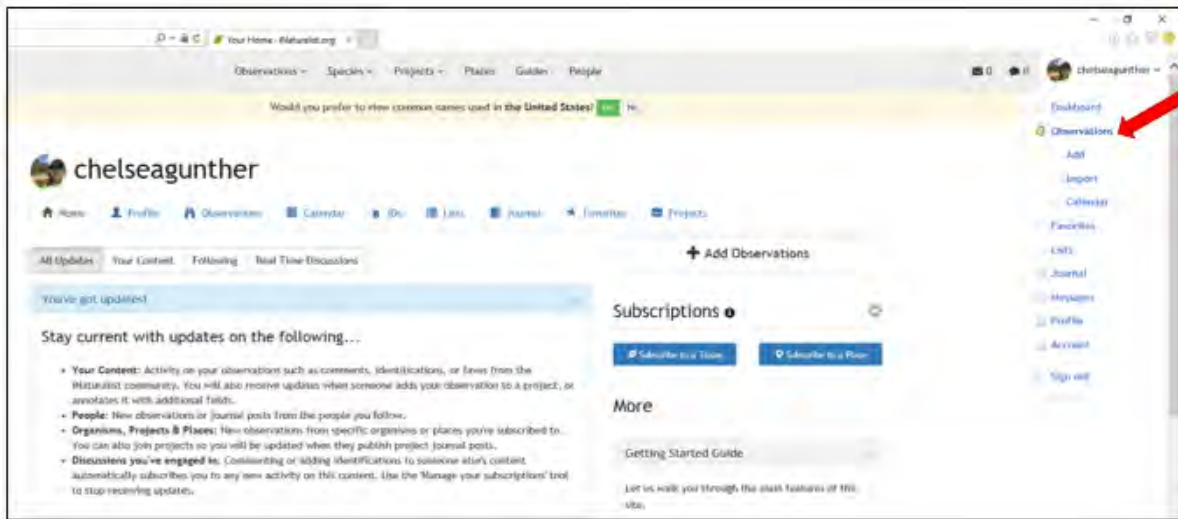 Your Home · iNaturalist.org
Observations Species Projects Places Guides People
0 0 chelseagunther
Would you prefer to view common names used in the United States? Yes No
Dashboard
Observations
Add
Import
Calendar
Favorites
Lists
Journal
Messages
Profile
Account
Sign out
chelseagunther
Home Profile Observations Calendar IDs Lists Journal Favorites Projects
All Updates Your Content Following Real Time Discussions
You've got updates!
Stay current with updates on the following...
• Your Content: Activity on your observations such as comments, identifications, or faves from the
iNaturalist community. You will also receive updates when someone adds your observation to a project, or
annotates it with additional fields.
• People: New observations or journal posts from the people you follow.
• Organisms, Projects & Places: New observations from specific organisms or places you're subscribed to.
You can also join projects so you will be updated when they publish project journal posts.
• Discussions you've engaged in: Commenting or adding identifications to someone else's content
automatically subscribes you to any new activity on this content. Use the 'Manage your subscriptions' tool
to stop receiving updates.
+ Add Observations
Subscriptions
Subscribe to a Taxon Subscribe to a Place
More
Getting Started Guide
Let us walk you through the main features of this
site.